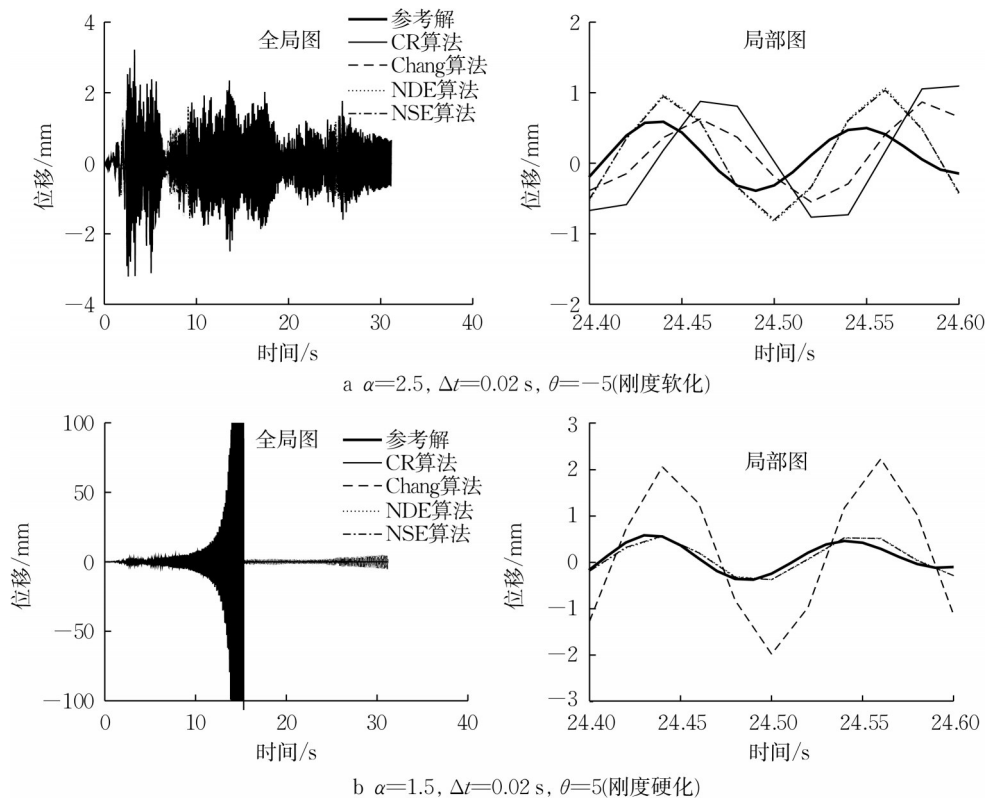 4
2
0
−2
−4
位移/mm
0
10
20
30
40
时间/s
全局图
参考解
CR算法
Chang算法
NDE算法
NSE算法
2
1
0
−1
−2
位移/mm
局部图
24.40
24.45
24.50
24.55
24.60
时间/s
a α=2.5, Δt=0.02 s, θ=−5(刚度软化)
100
50
0
−50
−100
位移/mm
0
10
20
30
40
时间/s
全局图
参考解
CR算法
Chang算法
NDE算法
NSE算法
3
2
1
0
−1
−2
−3
位移/mm
局部图
24.40
24.45
24.50
24.55
24.60
时间/s
b α=1.5, Δt=0.02 s, θ=5(刚度硬化)